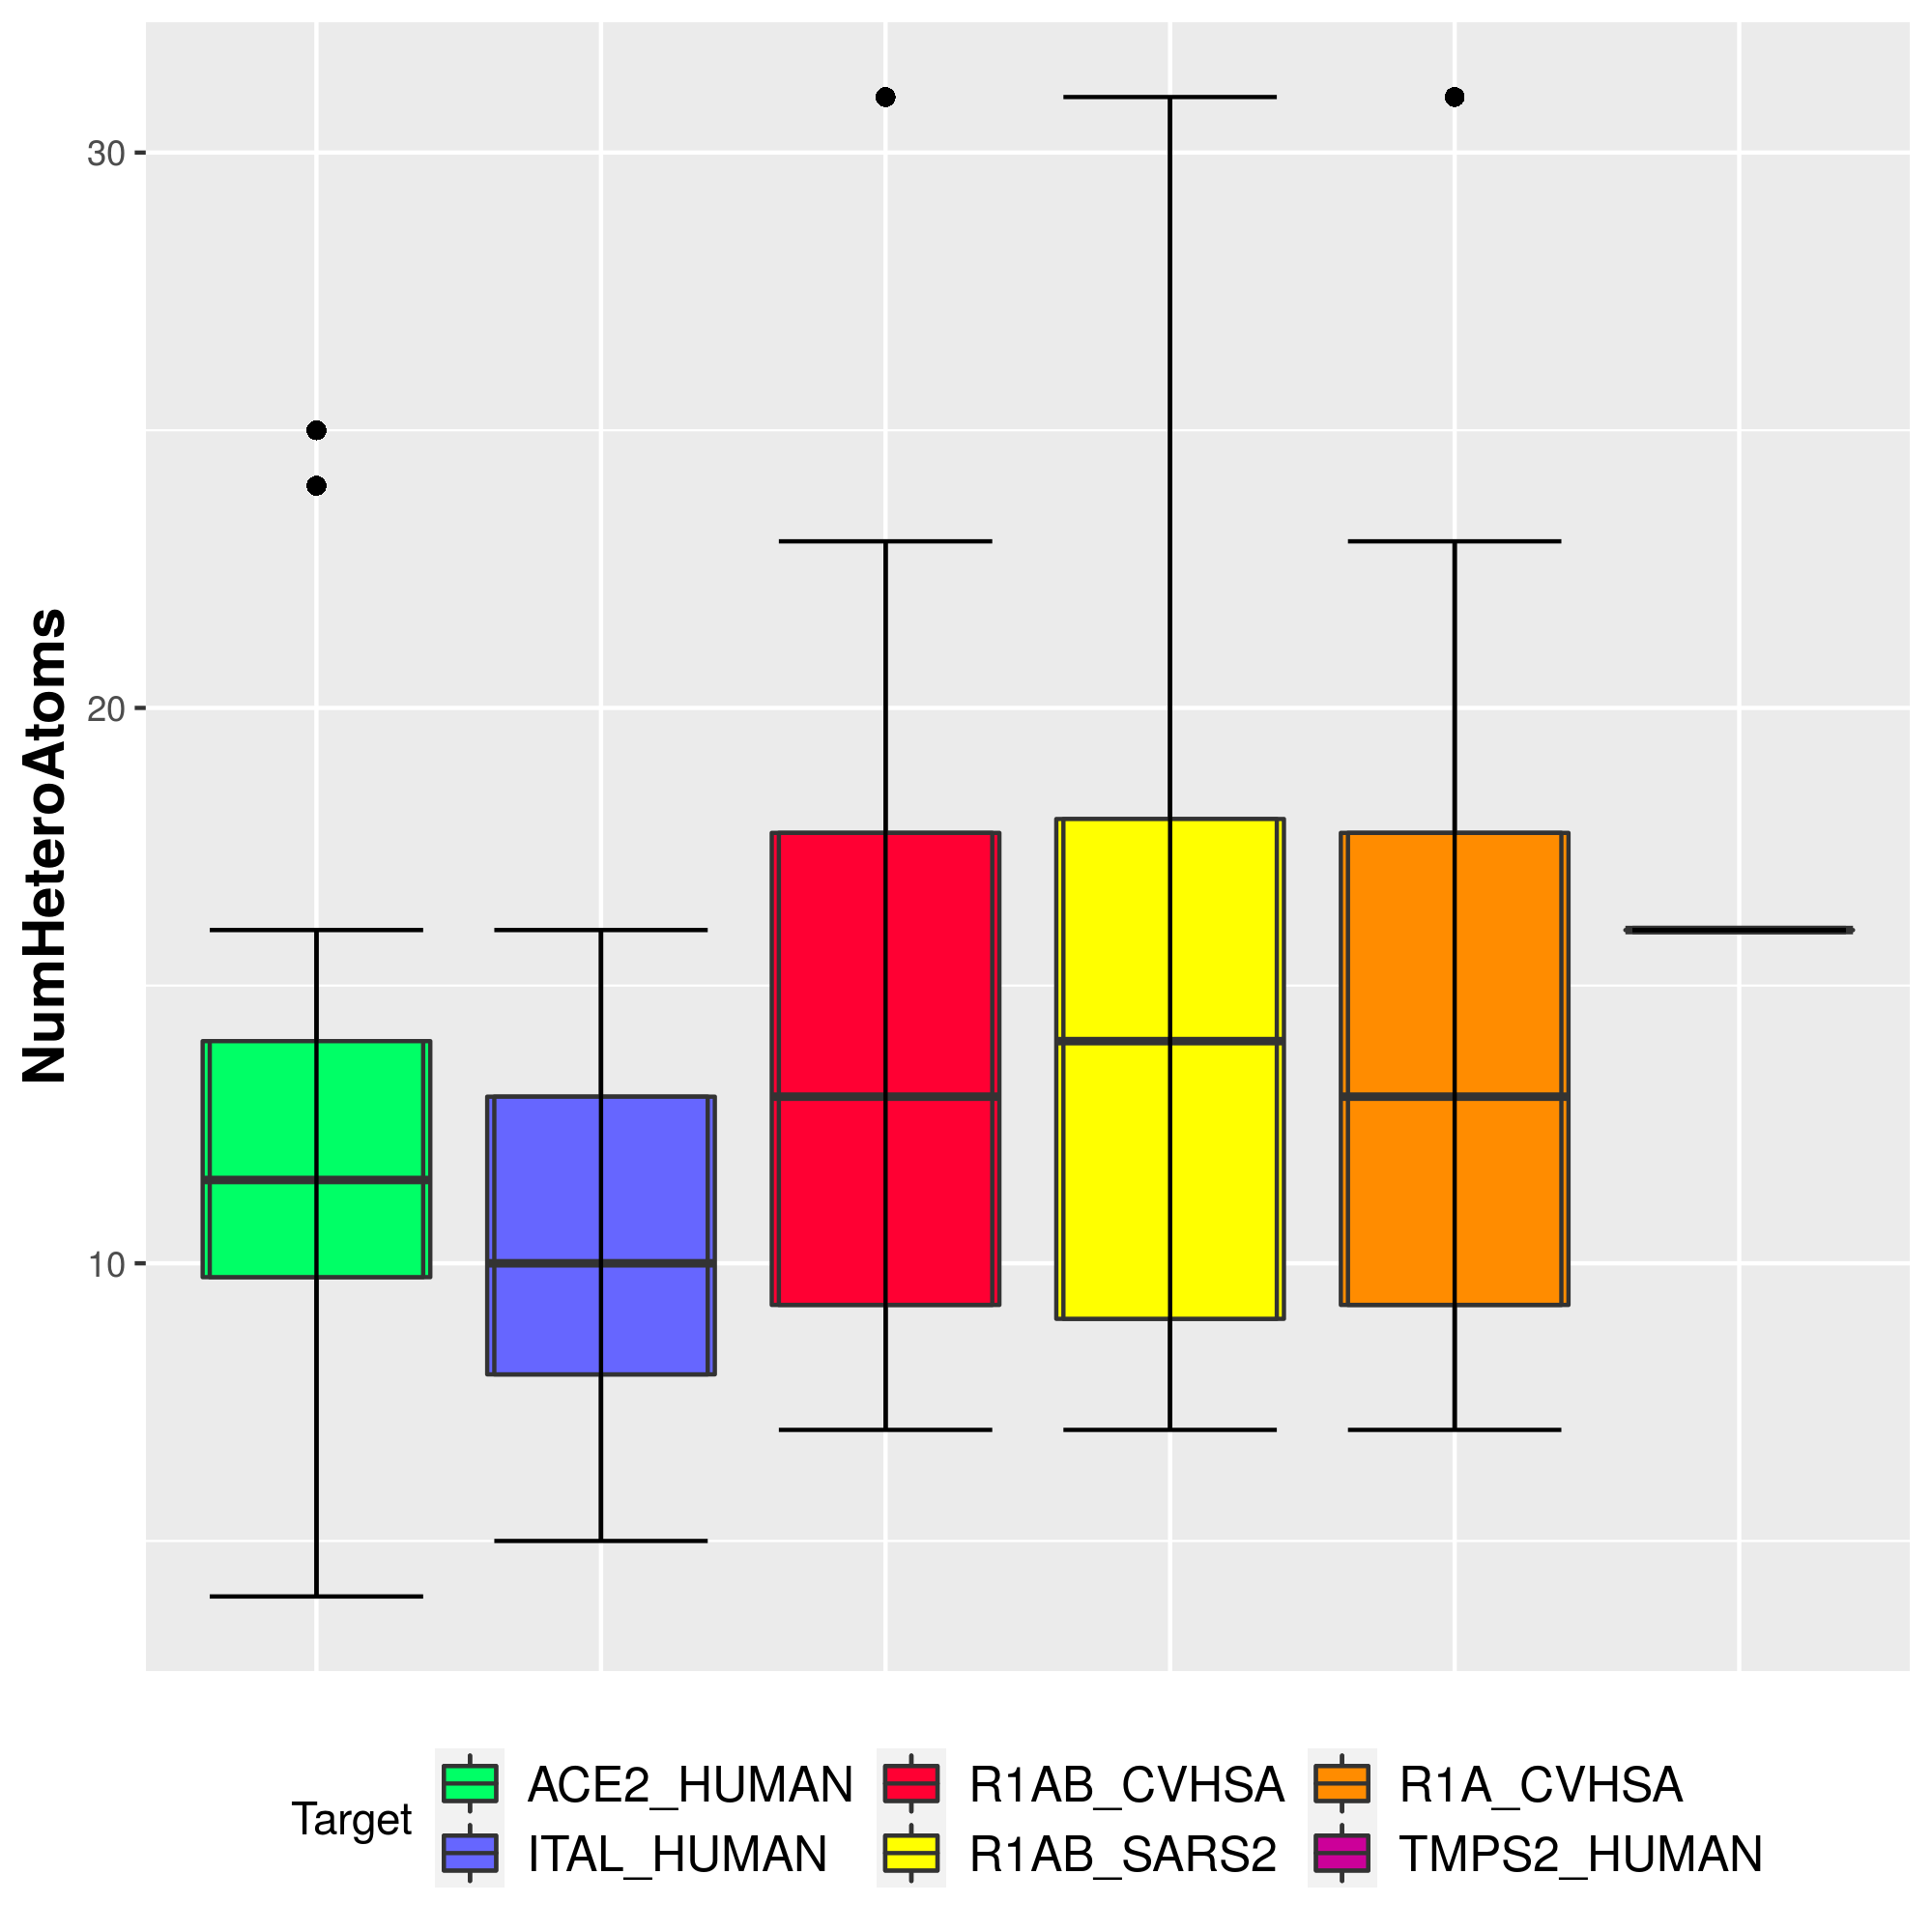 NumHeteroAtoms
30
20
10
Target
ACE2_HUMAN R1AB_CVHSA R1A_CVHSA
ITAL_HUMAN R1AB_SARS2 TMPS2_HUMAN